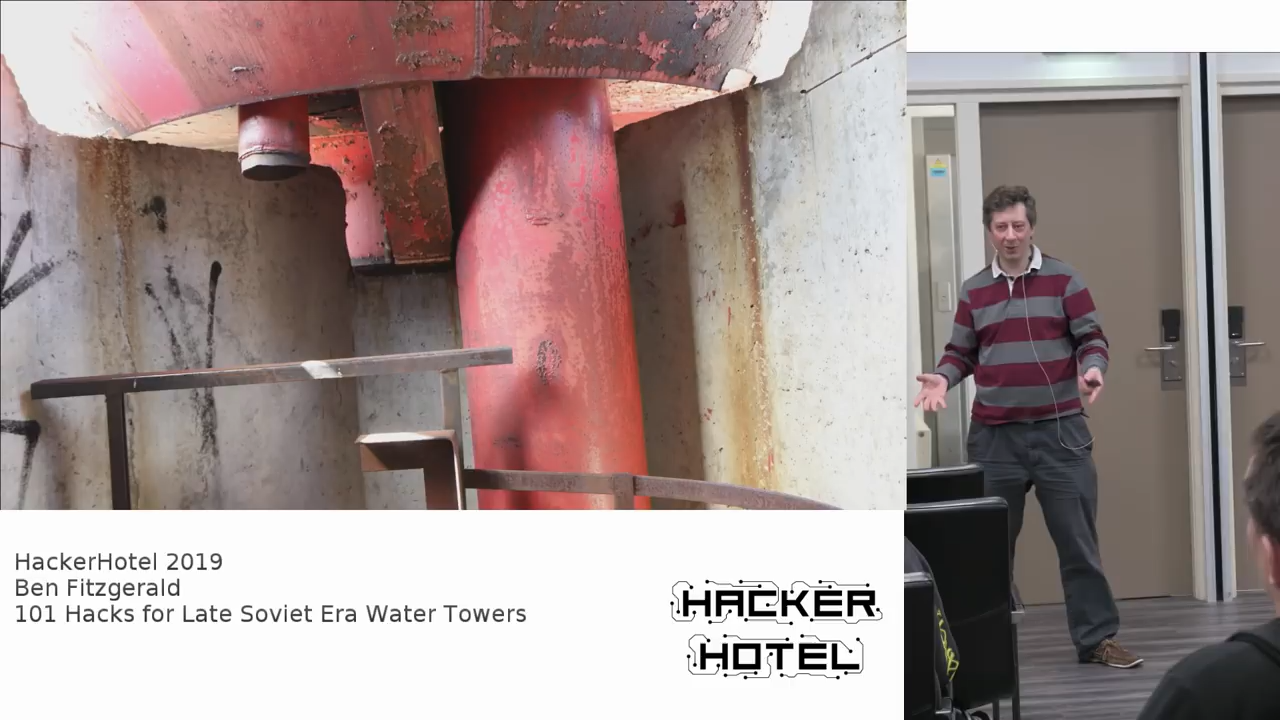 HackerHotel 2019
Ben Fitzgerald
101 Hacks for Late Soviet Era Water Towers
HACKER
HOTEL